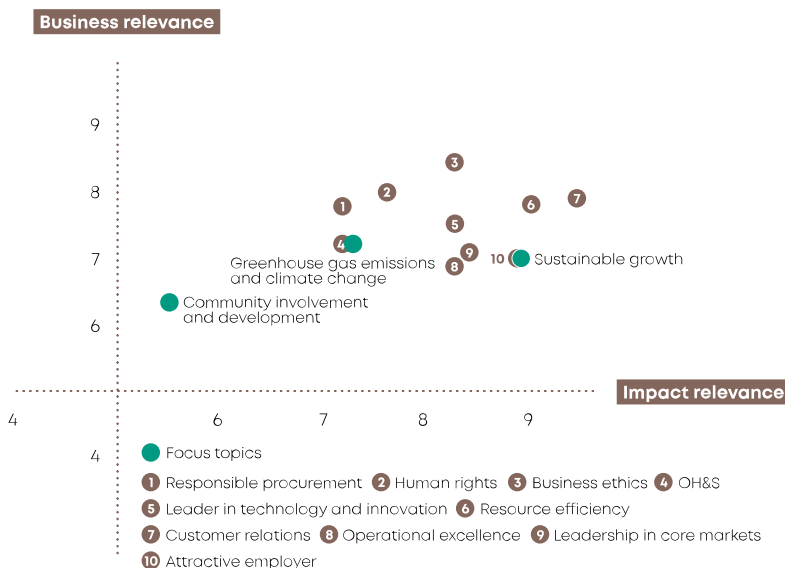 Business relevance
9
3
8
2
1
6
7
5
4
7
9
10
Sustainable growth
Greenhouse gas emissions
8
and climate change
Community involvement
and development
6
Impact relevance
4
6
7
8
9
4
Focus topics
1 Responsible procurement 2 Human rights 3 Business ethics 4 OH&S
5 Leader in technology and innovation 6 Resource efficiency
7 Customer relations 8 Operational excellence 9 Leadership in core markets
10 Attractive employer